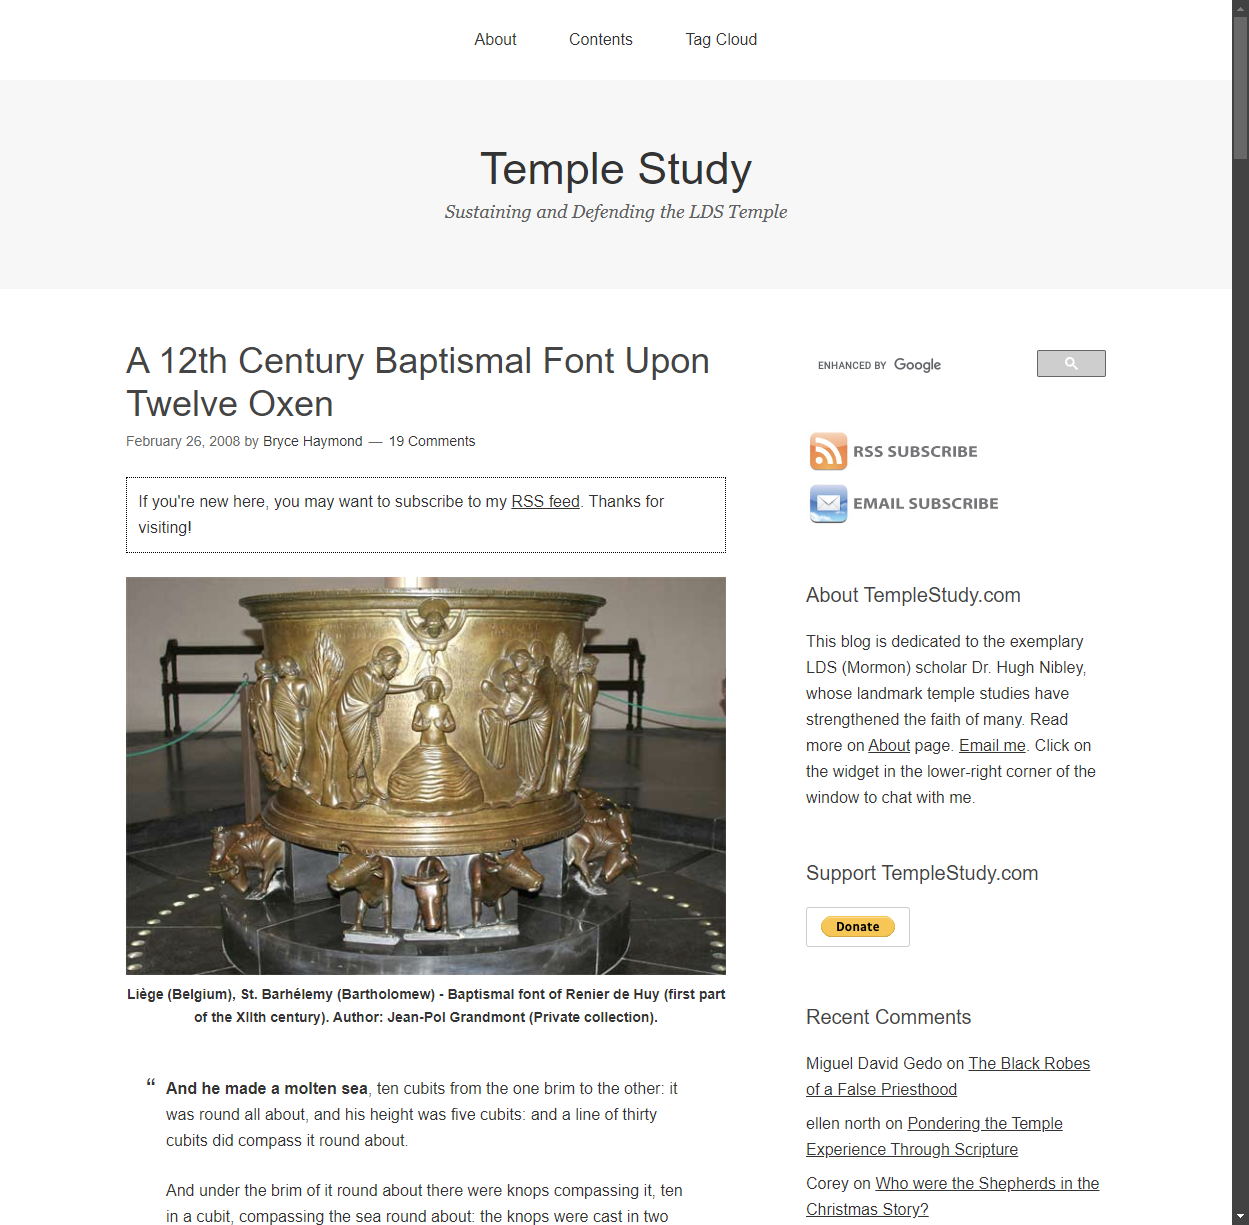 About Contents Tag Cloud
Temple Study
Sustaining and Defending the LDS Temple
A 12th Century Baptismal Font Upon
Twelve Oxen
February 26, 2008 by Bryce Haymond — 19 Comments
If you're new here, you may want to subscribe to my RSS feed. Thanks for
visiting!
Liège (Belgium), St. Barhélemy (Bartholomew) - Baptismal font of Renier de Huy (first part
of the XIIth century). Author: Jean-Pol Grandmont (Private collection).
“ And he made a molten sea, ten cubits from the one brim to the other: it
was round all about, and his height was five cubits: and a line of thirty
cubits did compass it round about.
And under the brim of it round about there were knops compassing it, ten
in a cubit, compassing the sea round about: the knops were cast in two
ENHANCED BY Google
RSS SUBSCRIBE
EMAIL SUBSCRIBE
About TempleStudy.com
This blog is dedicated to the exemplary
LDS (Mormon) scholar Dr. Hugh Nibley,
whose landmark temple studies have
strengthened the faith of many. Read
more on About page. Email me. Click on
the widget in the lower-right corner of the
window to chat with me.
Support TempleStudy.com
Donate
Recent Comments
Miguel David Gedo on The Black Robes
of a False Priesthood
ellen north on Pondering the Temple
Experience Through Scripture
Corey on Who were the Shepherds in the
Christmas Story?